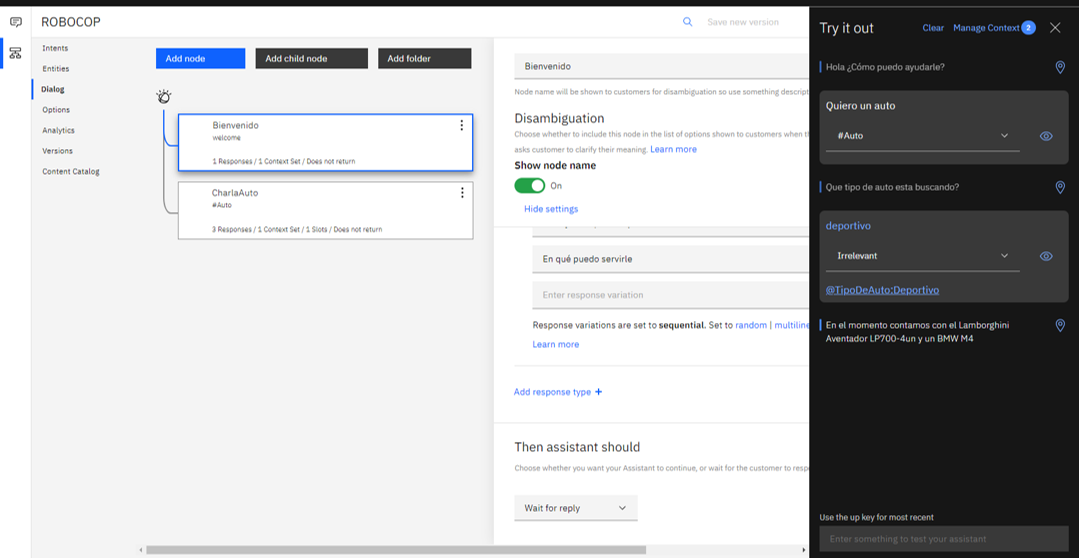 ROBOCOP
Save new version
Intents
Entities
Dialog
Options
Analytics
Versions
Content Catalog
Add node
Add child node
Add folder
Bienvenido
welcome
1 Responses / 1 Context Set / Does not return
CharlaAuto
#Auto
3 Responses / 1 Context Set / 1 Slots / Does not return
Bienvenido
Node name will be shown to customers for disambiguation so use something descript
Disambiguation
Choose whether to include this node in the list of options shown to customers when th
asks customer to clarify their meaning. Learn more
Show node name
On
Hide settings
En qué puedo servirle
Enter response variation
Response variations are set to sequential. Set to random | multiline
Learn more
Add response type +
Then assistant should
Choose whether you want your Assistant to continue, or wait for the customer to resp
Wait for reply
Try it out
Clear
Manage Context 2
Hola ¿Cómo puedo ayudarle?
Quiero un auto
#Auto
Que tipo de auto esta buscando?
deportivo
Irrelevant
@TipoDeAuto:Deportivo
En el momento contamos con el Lamborghini
Aventador LP700-4un y un BMW M4
Use the up key for most recent
Enter something to test your assistant